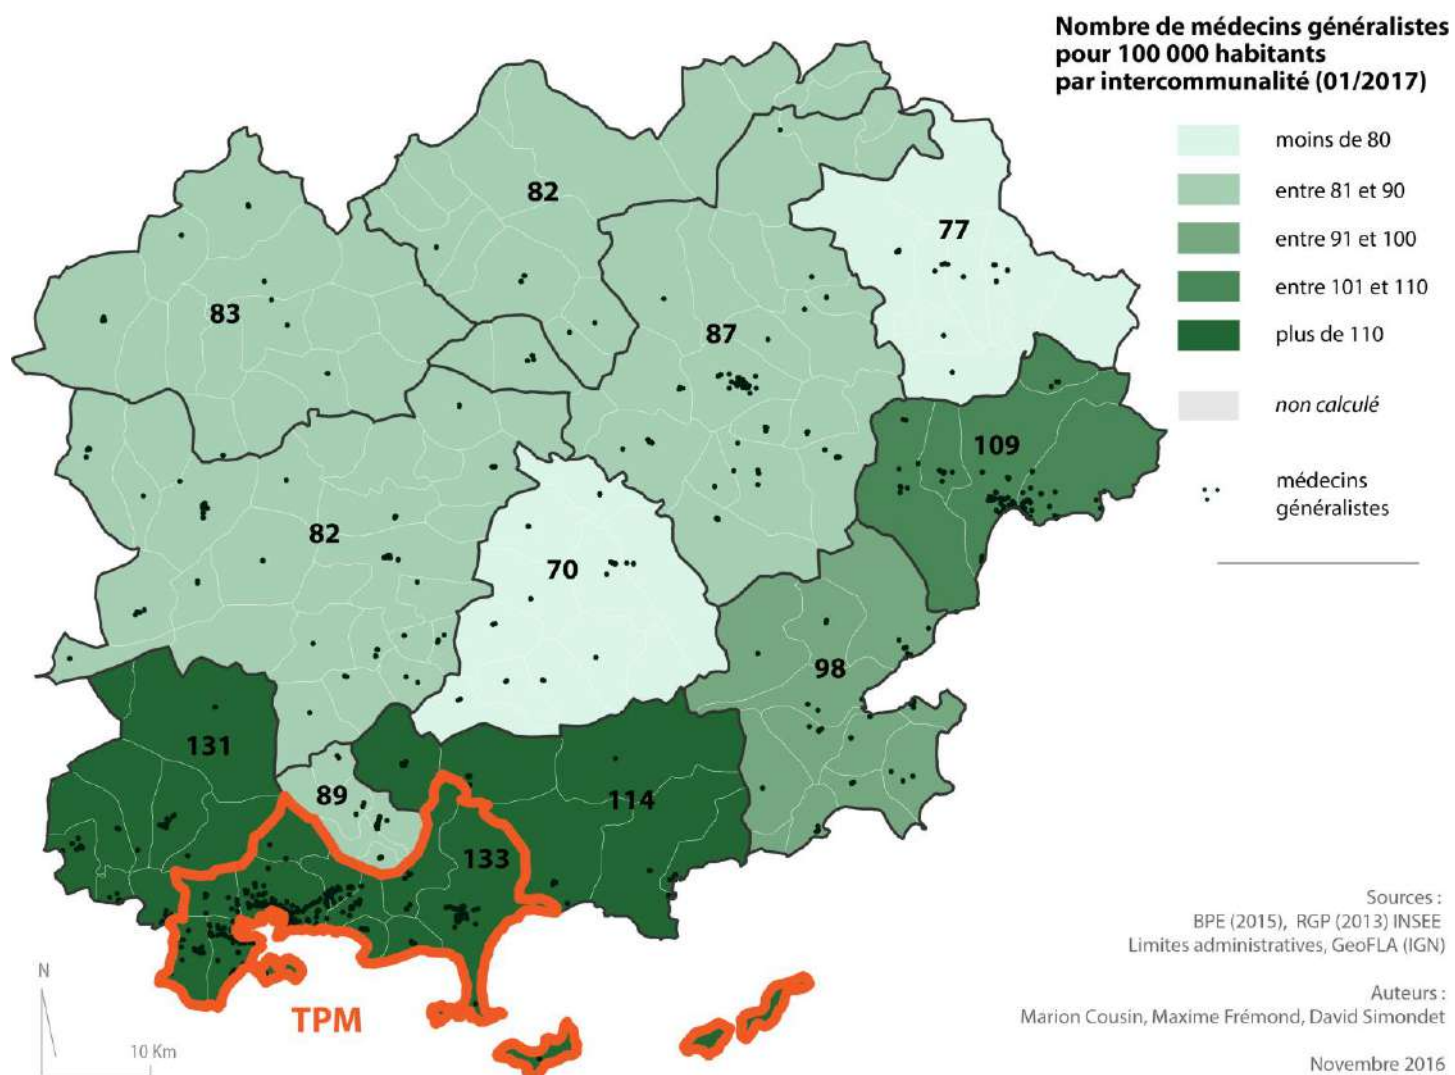 Nombre de médecins généralistes
pour 100 000 habitants
par intercommunalité (01/2017)
moins de 80
entre 81 et 90
entre 91 et 100
entre 101 et 110
plus de 110
non calculé
médecins
généralistes
82
77
83
87
109
82
70
98
131
89
114
133
TPM
N
10 Km
Sources :
BPE (2015), RGP (2013) INSEE
Limites administratives, GeoFLA (IGN)
Auteurs :
Marion Cousin, Maxime Frémond, David Simondet
Novembre 2016